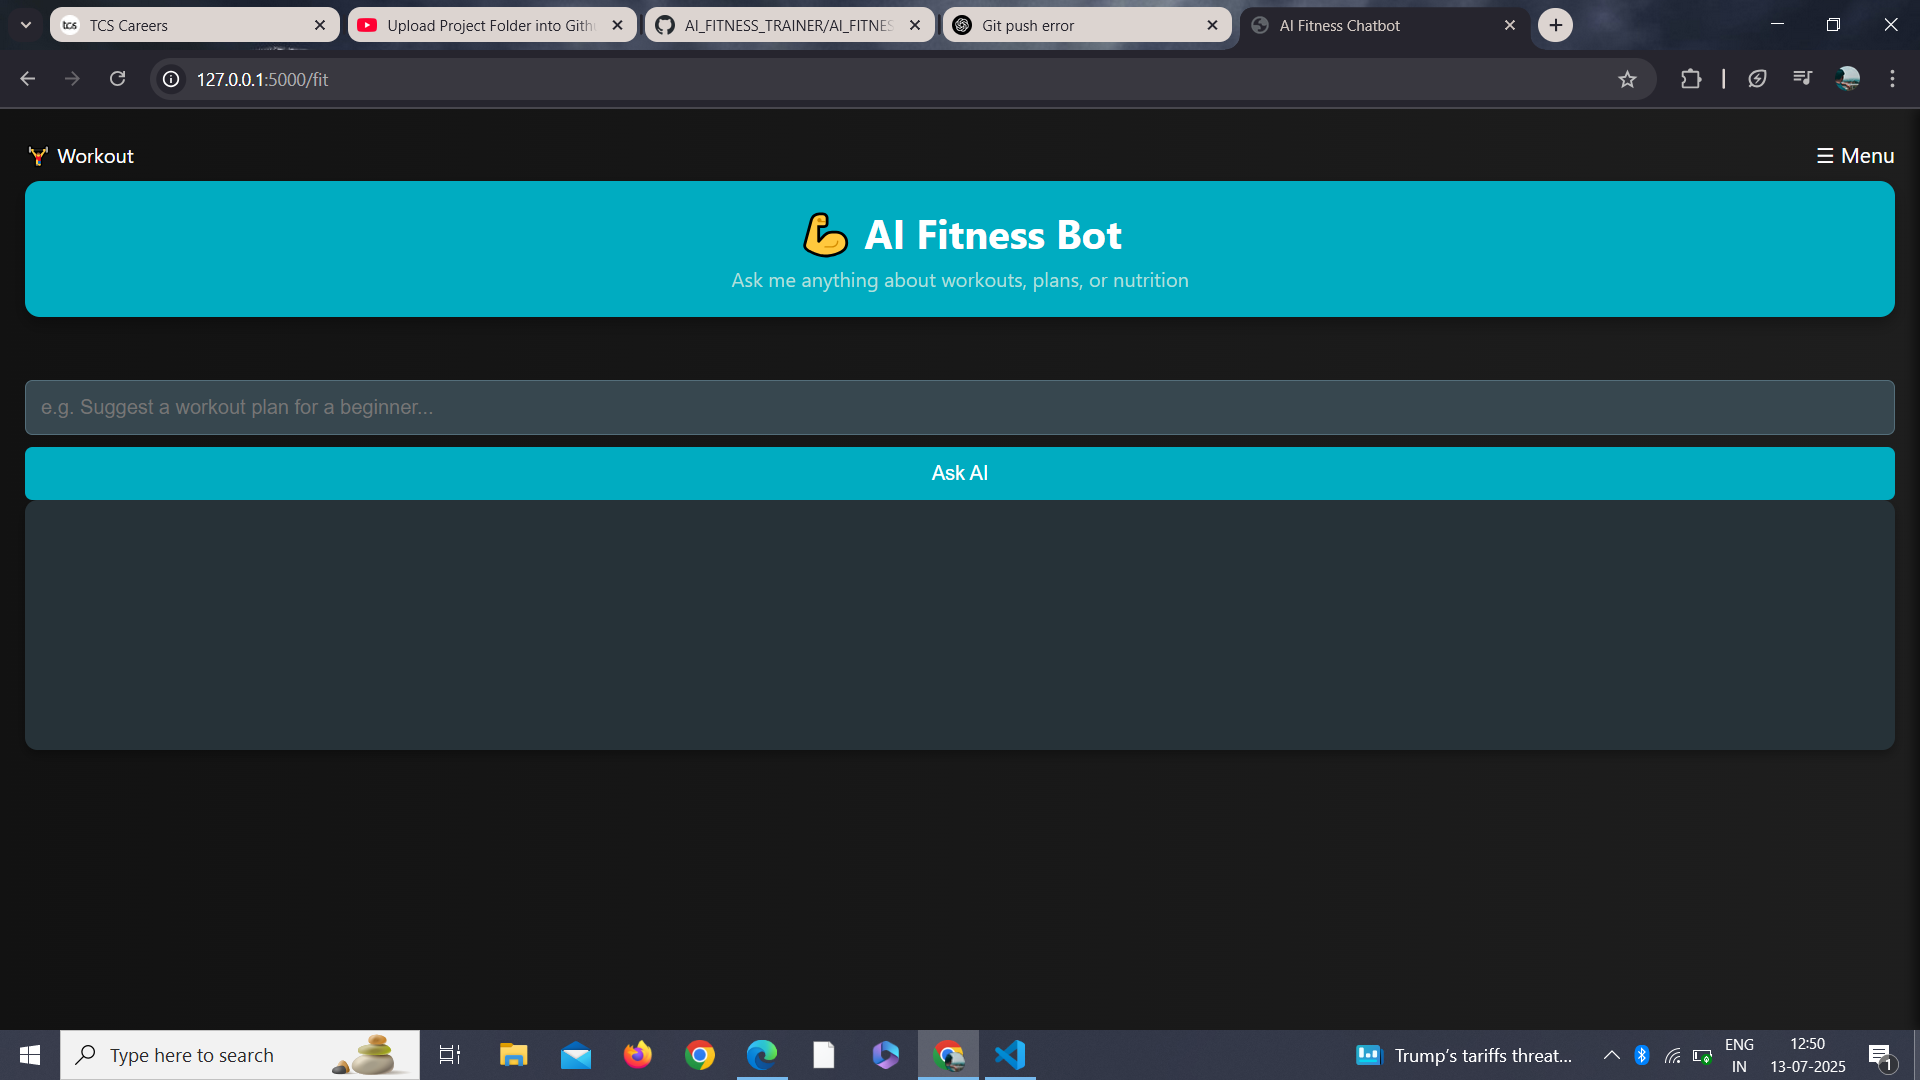 TCS Careers
Upload Project Folder into Gith
AI_FITNESS_TRAINER/AI_FITNES
Git push error
AI Fitness Chatbot
127.0.0.1:5000/fit
Workout
☰ Menu
AI Fitness Bot
Ask me anything about workouts, plans, or nutrition
e.g. Suggest a workout plan for a beginner...
Ask AI
Type here to search
Trump's tariffs threat...
ENG
IN
12:50
13-07-2025
1